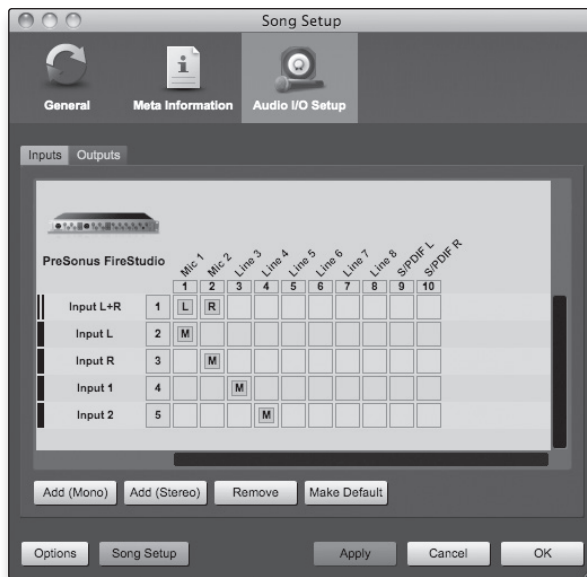 Song Setup
General Meta Information Audio I/O Setup
Inputs Outputs
PreSonus FireStudio
Mic 1 Mic 2 Line 3 Line 4 Line 5 Line 6 Line 7 Line 8 S/PDIF L S/PDIF R
1 2 3 4 5 6 7 8 9 10
Input L+R 1 L R
Input L 2 M
Input R 3 M
Input 1 4 M
Input 2 5 M
Add (Mono) Add (Stereo) Remove Make Default
Options Song Setup Apply Cancel OK